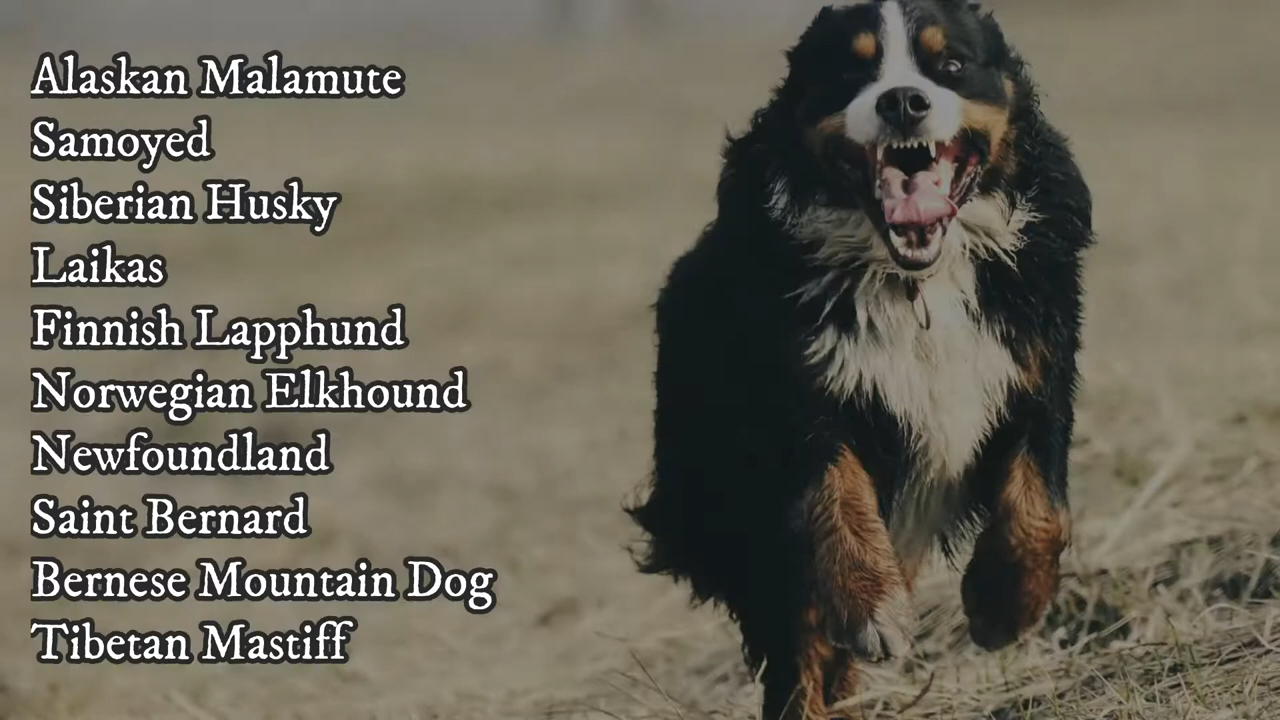 Alaskan Malamute
Samoyed
Siberian Husky
Laikas
Finnish Lapphund
Norwegian Elkhound
Newfoundland
Saint Bernard
Bernese Mountain Dog
Tibetan Mastiff